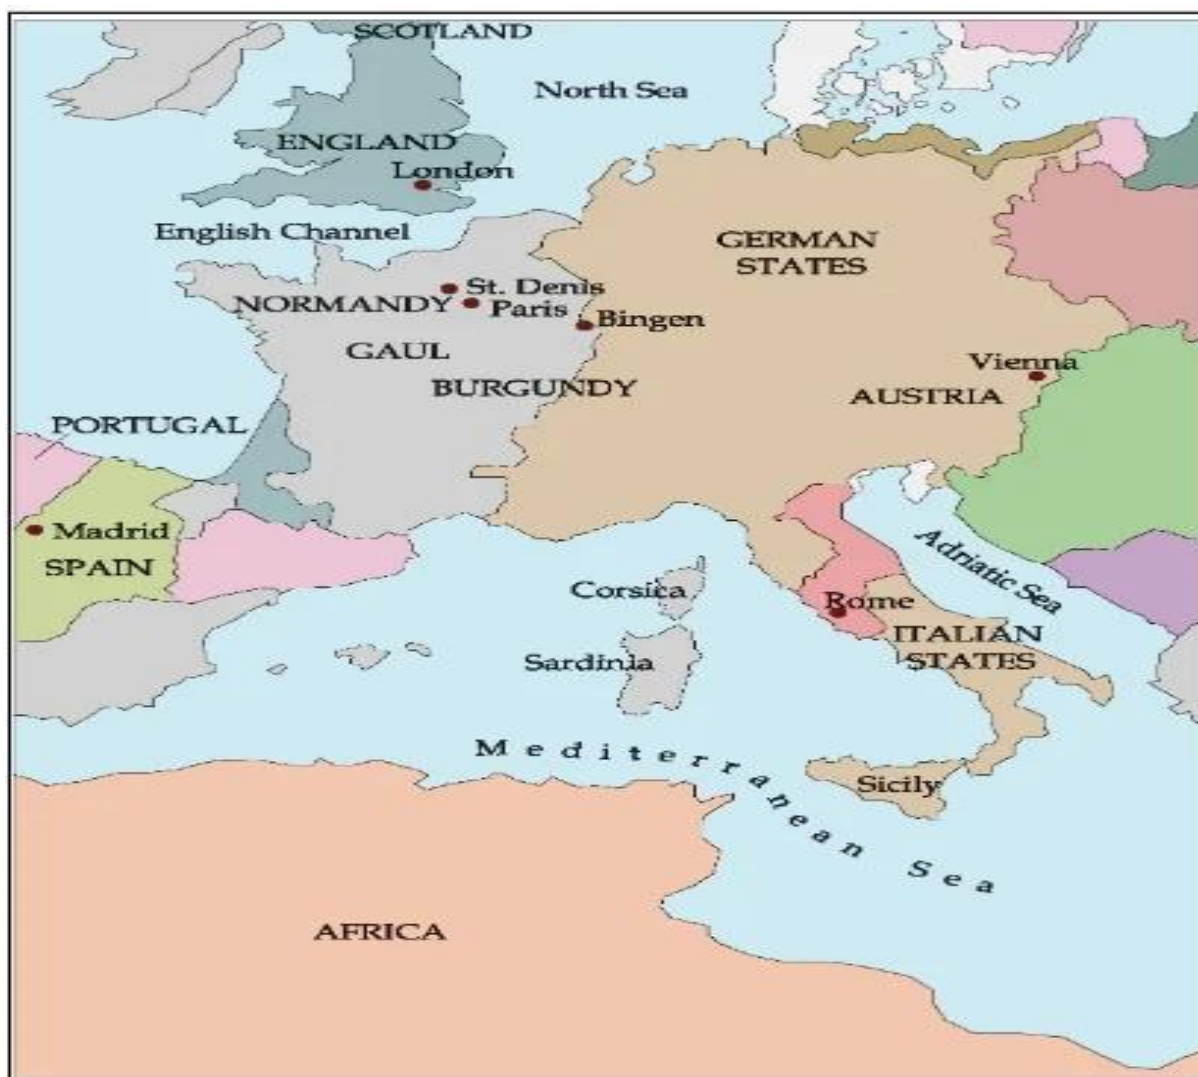 SCOTLAND
North Sea
ENGLAND
London
English Channel
GERMAN
STATES
St. Denis
NORMANDY
Paris
Bingen
GAUL
Vienna
BURGUNDY
AUSTRIA
PORTUGAL
Madrid
SPAIN
Adriatic Sea
Corsica
Rome
ITALIAN
STATES
Sardinia
Mediterranean Sea
Sicily
AFRICA